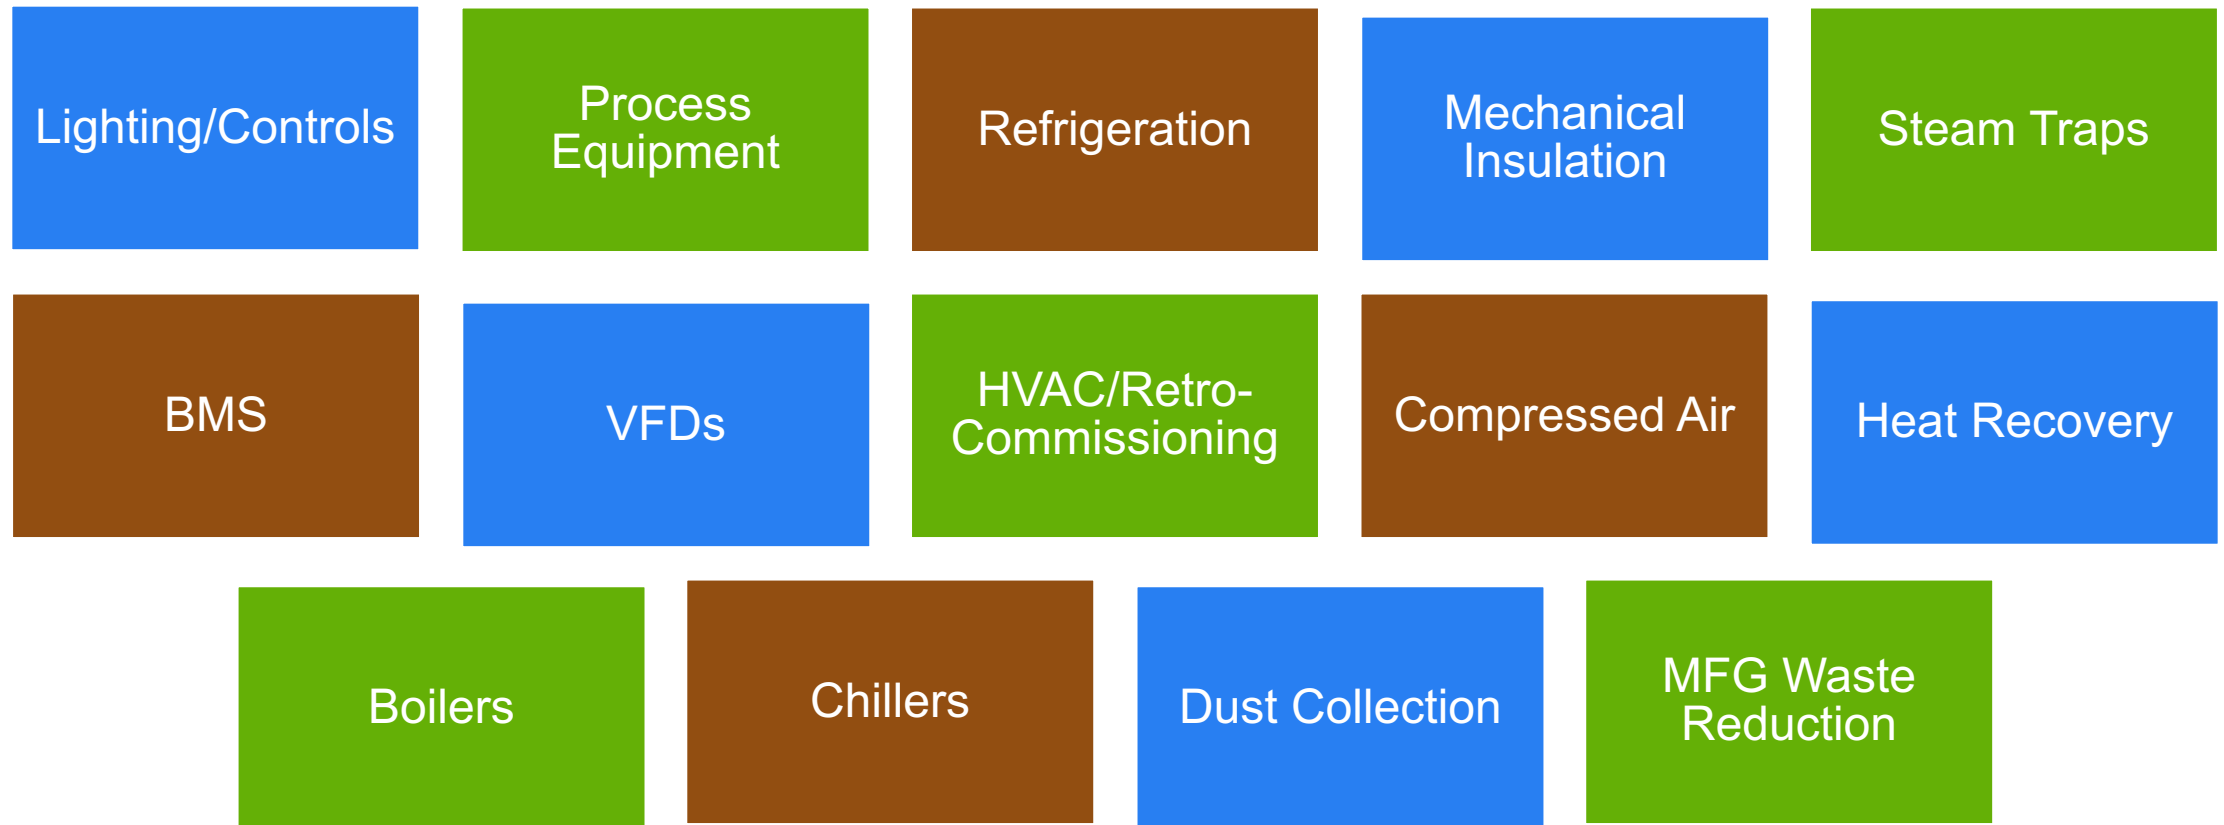 Lighting/Controls
Process
Equipment
Refrigeration
Mechanical
Insulation
Steam Traps
BMS
VFDs
HVAC/Retro-
Commissioning
Compressed Air
Heat Recovery
Boilers
Chillers
Dust Collection
MFG Waste
Reduction